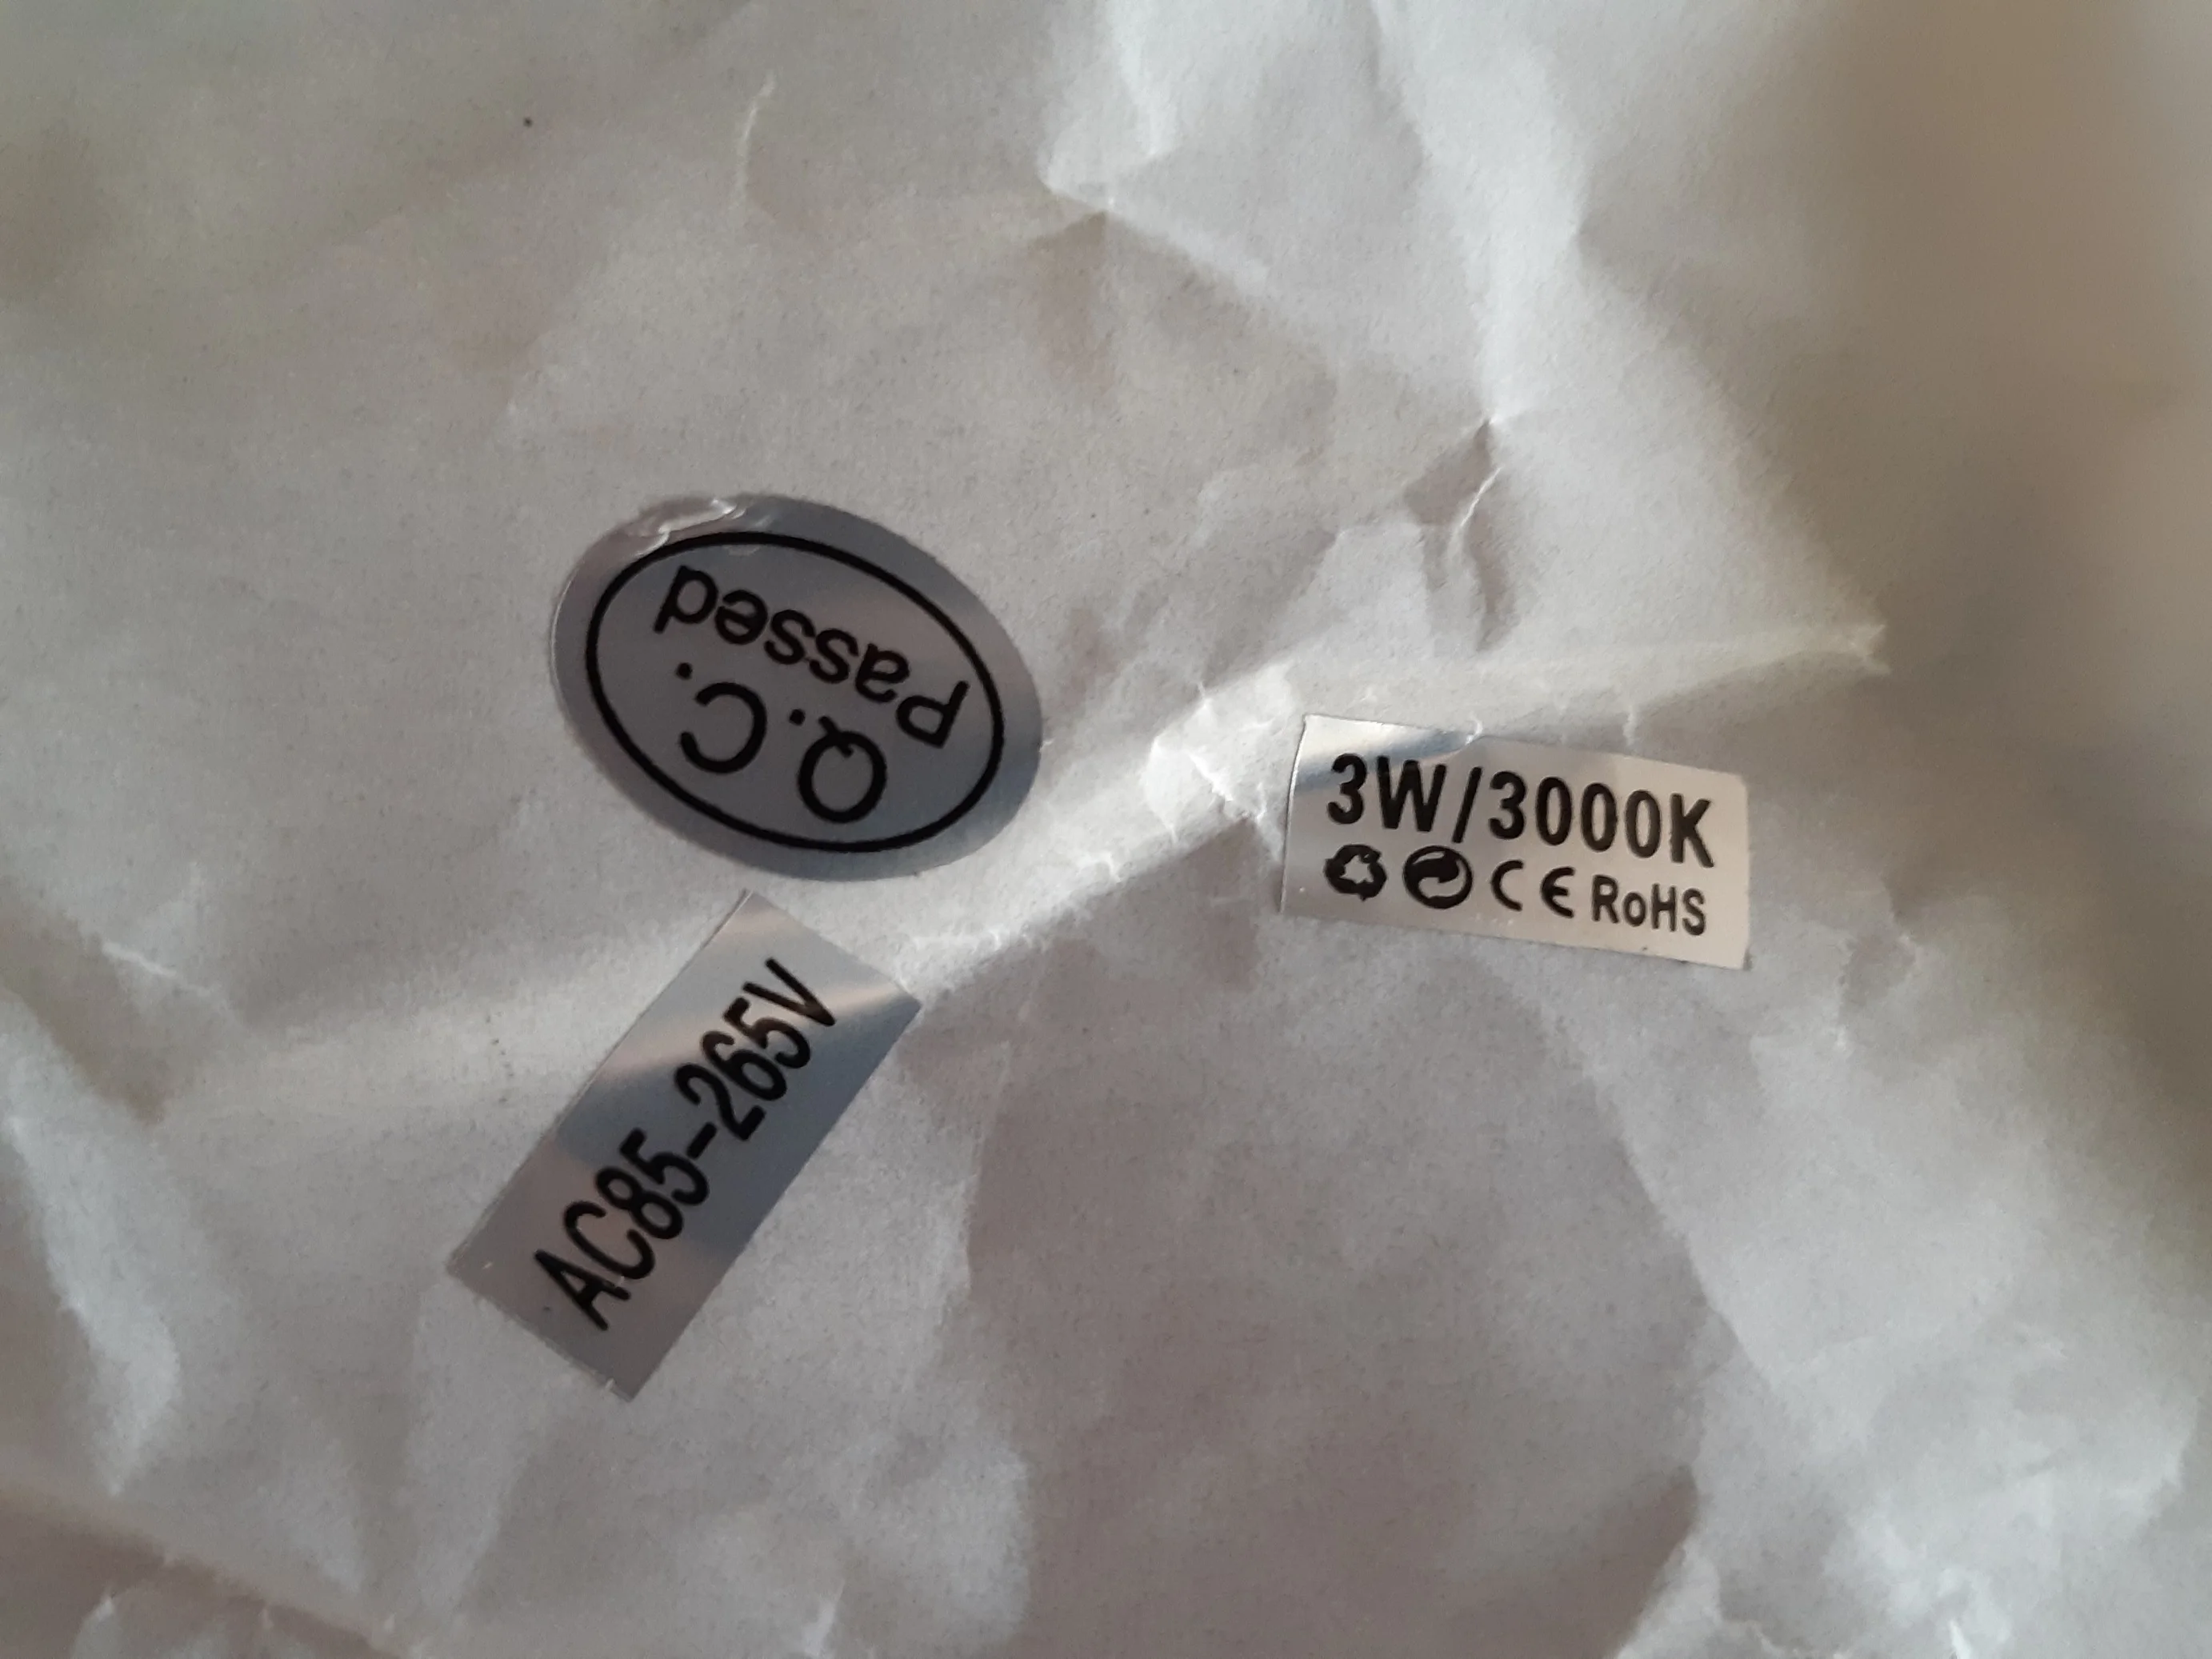 Q.C.
Passed
3W/3000K
CE RoHS
AC85-265V